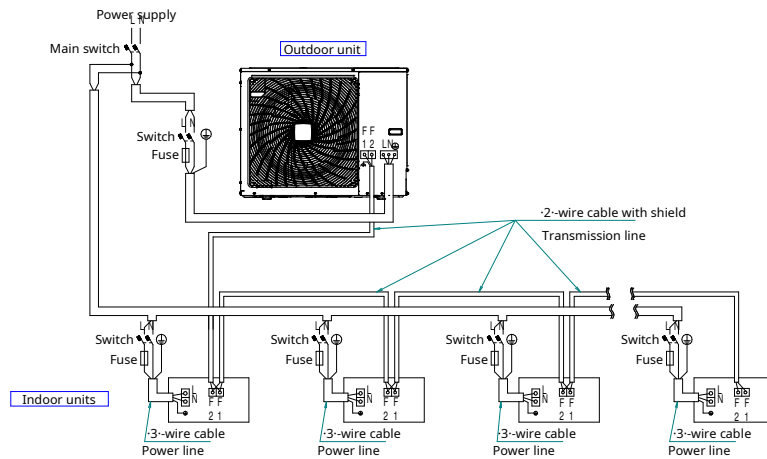 Power supply
L N
Main switch
Outdoor unit
L N
Switch
Fuse
F F
1 2 L N
·2·-wire cable with shield
Transmission line
L N
Switch
Fuse
L N
Switch
Fuse
L N
Switch
Fuse
L N
Switch
Fuse
Indoor units
L
N
F F
2 1
L
N
F F
2 1
L
N
F F
2 1
L
N
F F
2 1
·3·-wire cable
Power line
·3·-wire cable
Power line
·3·-wire cable
Power line
·3·-wire cable
Power line